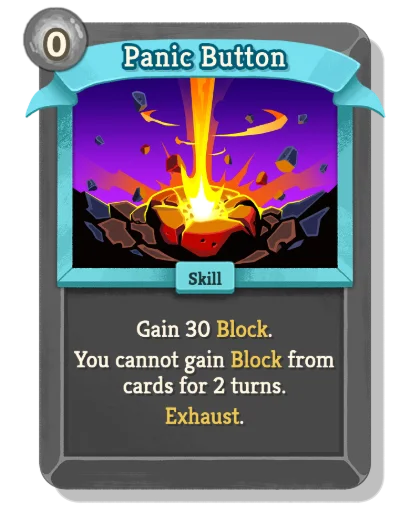 0
Panic Button
Skill
Gain 30 Block.
You cannot gain Block from
cards for 2 turns.
Exhaust.